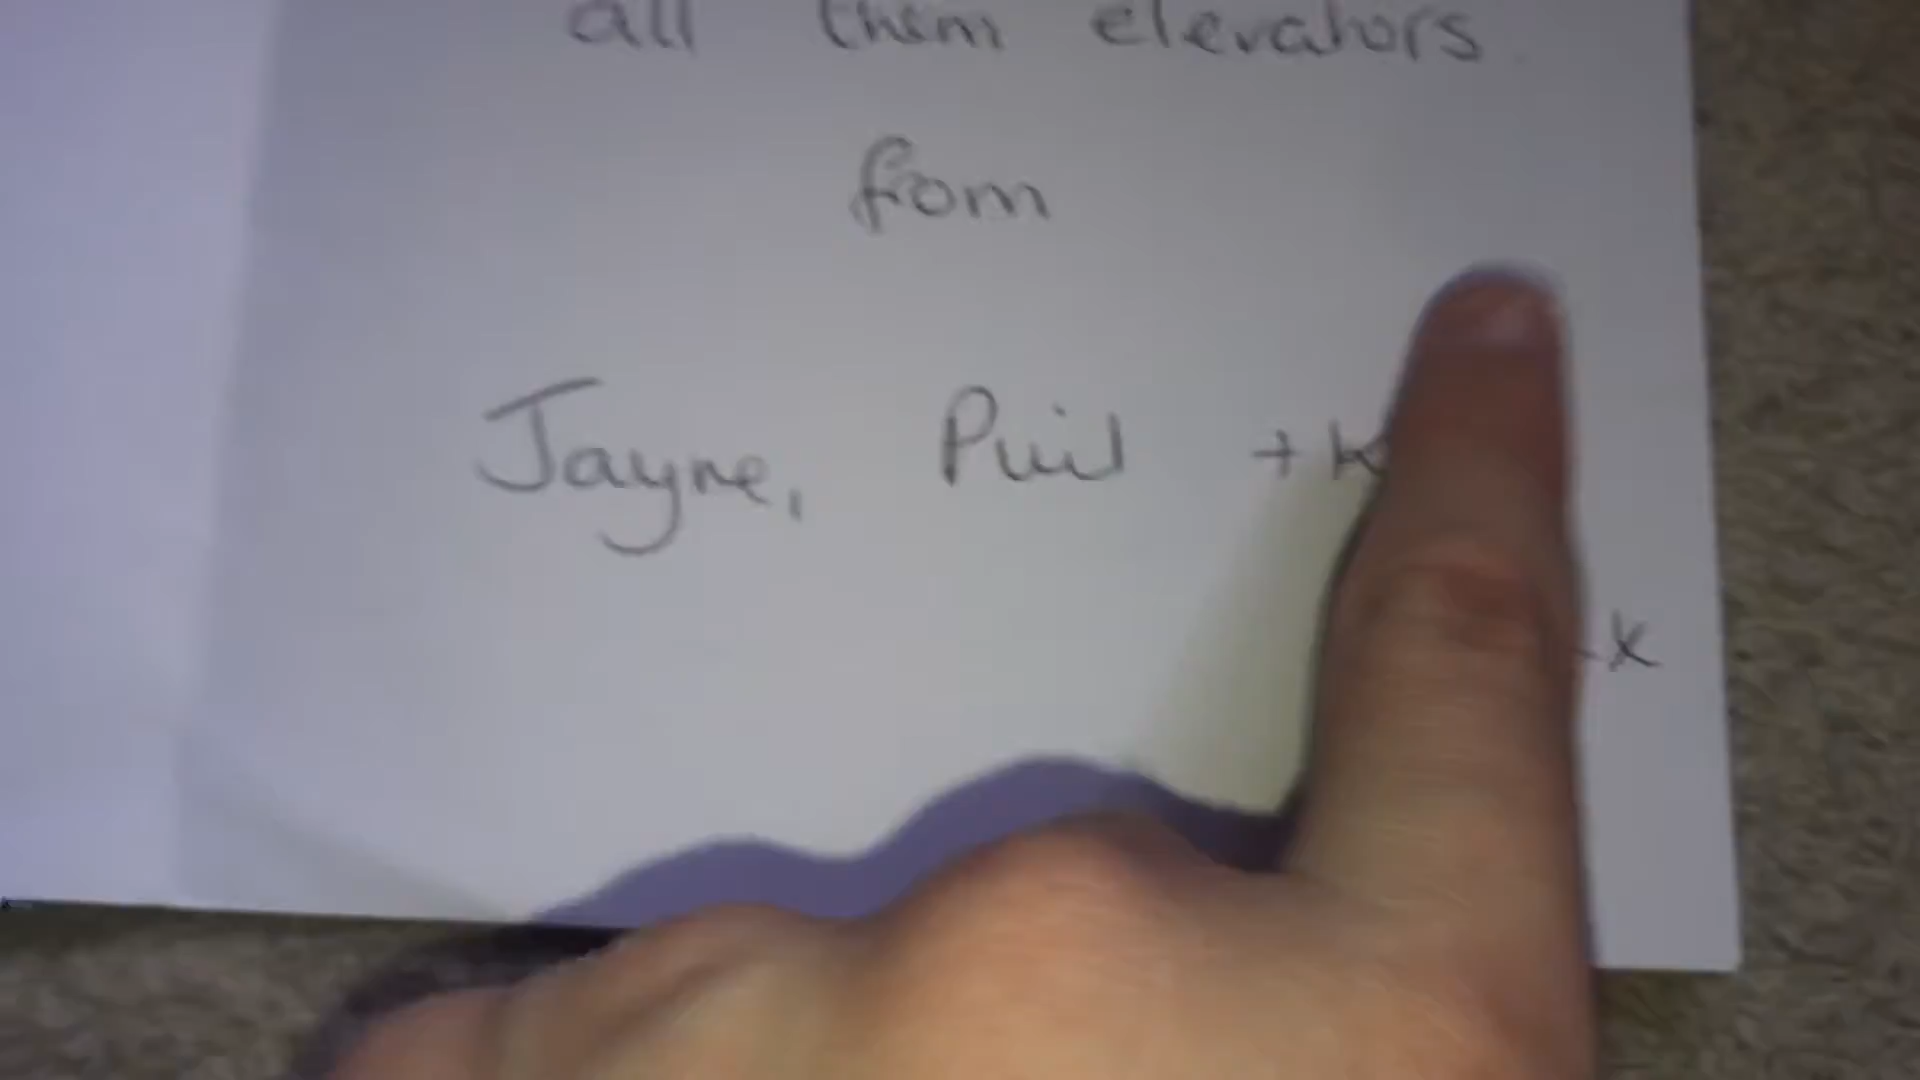 all them elevators
from
Jayne, Phil + K
x